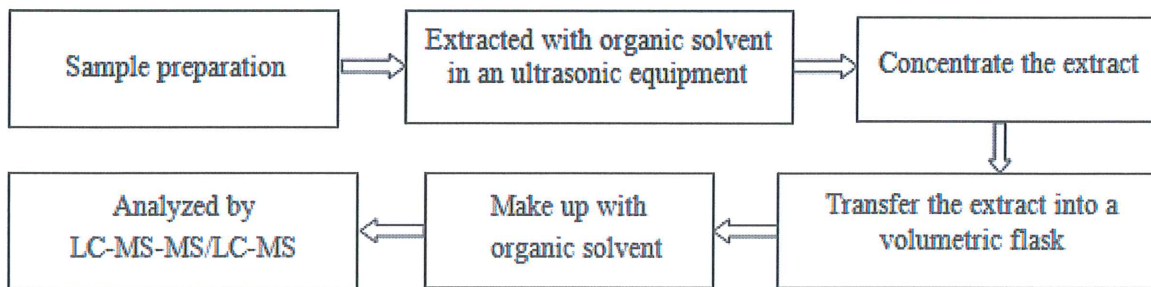 Sample preparation
Extracted with organic solvent
in an ultrasonic equipment
Concentrate the extract
Transfer the extract into a
volumetric flask
Make up with
organic solvent
Analyzed by
LC-MS-MS/LC-MS